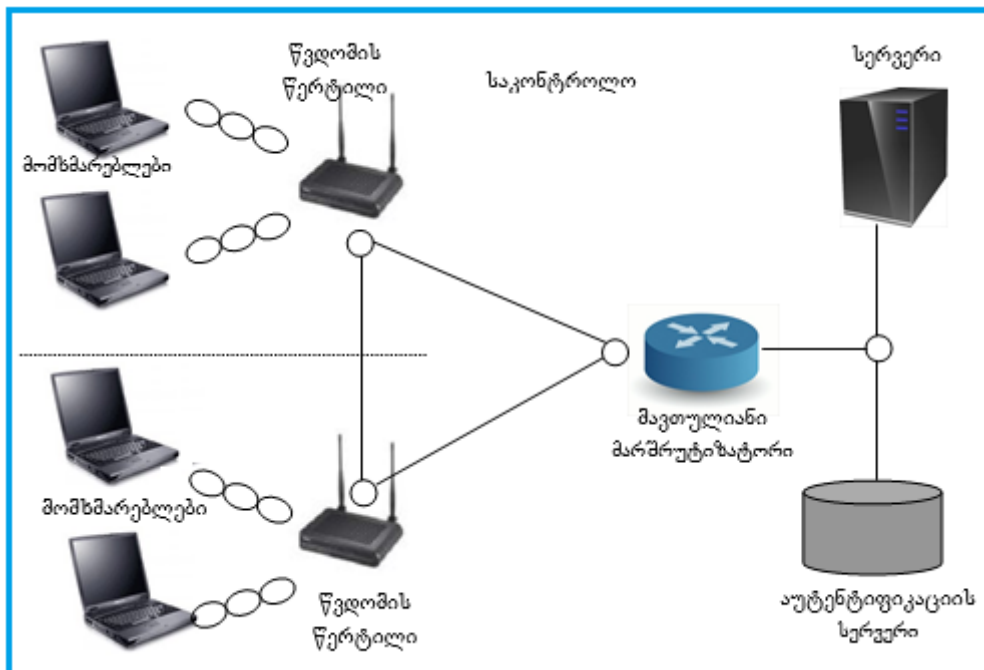 წვდომის
წერტილი
საკონტროლო
სერვერი
მომხმარებლები
მავთულიანი
მარშრუტიზატორი
მომხმარებლები
წვდომის
წერტილი
აუტენტიფიკაციის
სერვერი